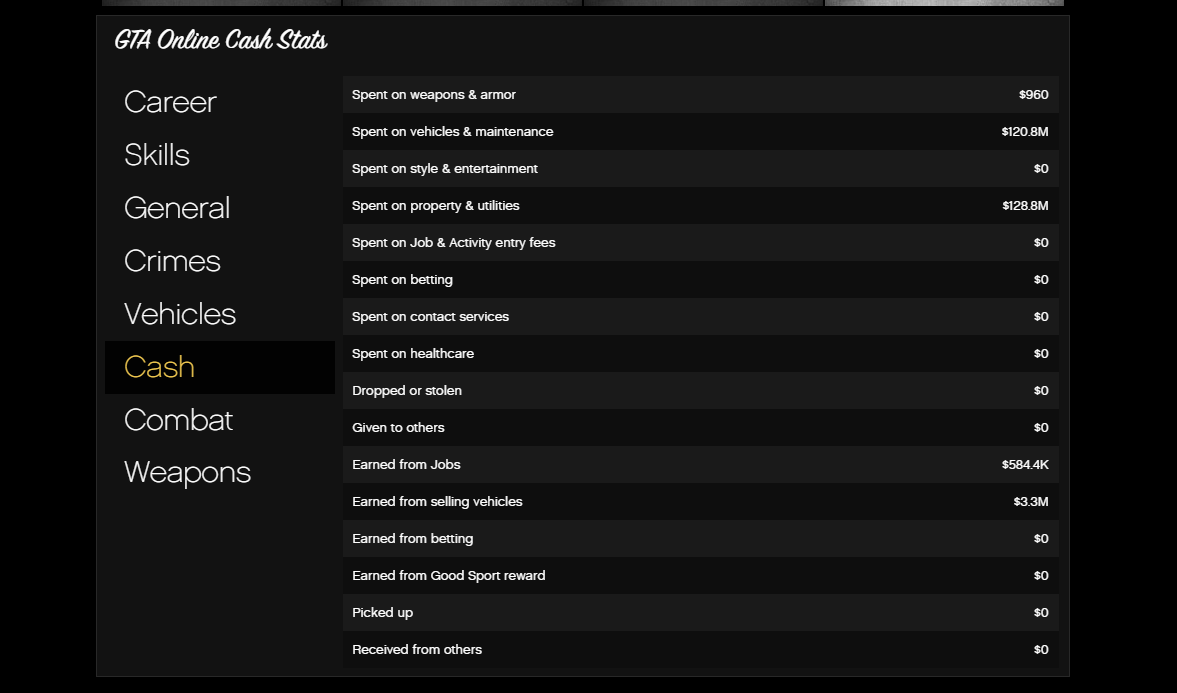 GTA Online Cash Stats
Career
Skills
General
Crimes
Vehicles
Cash
Combat
Weapons
Spent on weapons & armor $960
Spent on vehicles & maintenance $120.8M
Spent on style & entertainment $0
Spent on property & utilities $128.8M
Spent on Job & Activity entry fees $0
Spent on betting $0
Spent on contact services $0
Spent on healthcare $0
Dropped or stolen $0
Given to others $0
Earned from Jobs $584.4K
Earned from selling vehicles $3.3M
Earned from betting $0
Earned from Good Sport reward $0
Picked up $0
Received from others $0